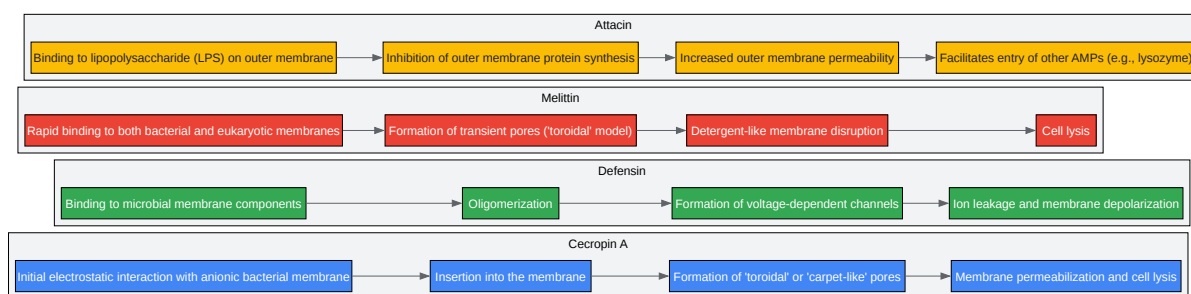 Attacin
Binding to lipopolysaccharide (LPS) on outer membrane
Inhibition of outer membrane protein synthesis
Increased outer membrane permeability
Facilitates entry of other AMPs (e.g., lysozyme)
Melittin
Rapid binding to both bacterial and eukaryotic membranes
Formation of transient pores ('toroidal' model)
Detergent-like membrane disruption
Cell lysis
Defensin
Binding to microbial membrane components
Oligomerization
Formation of voltage-dependent channels
Ion leakage and membrane depolarization
Cecropin A
Initial electrostatic interaction with anionic bacterial membrane
Insertion into the membrane
Formation of 'toroidal' or 'carpet-like' pores
Membrane permeabilization and cell lysis